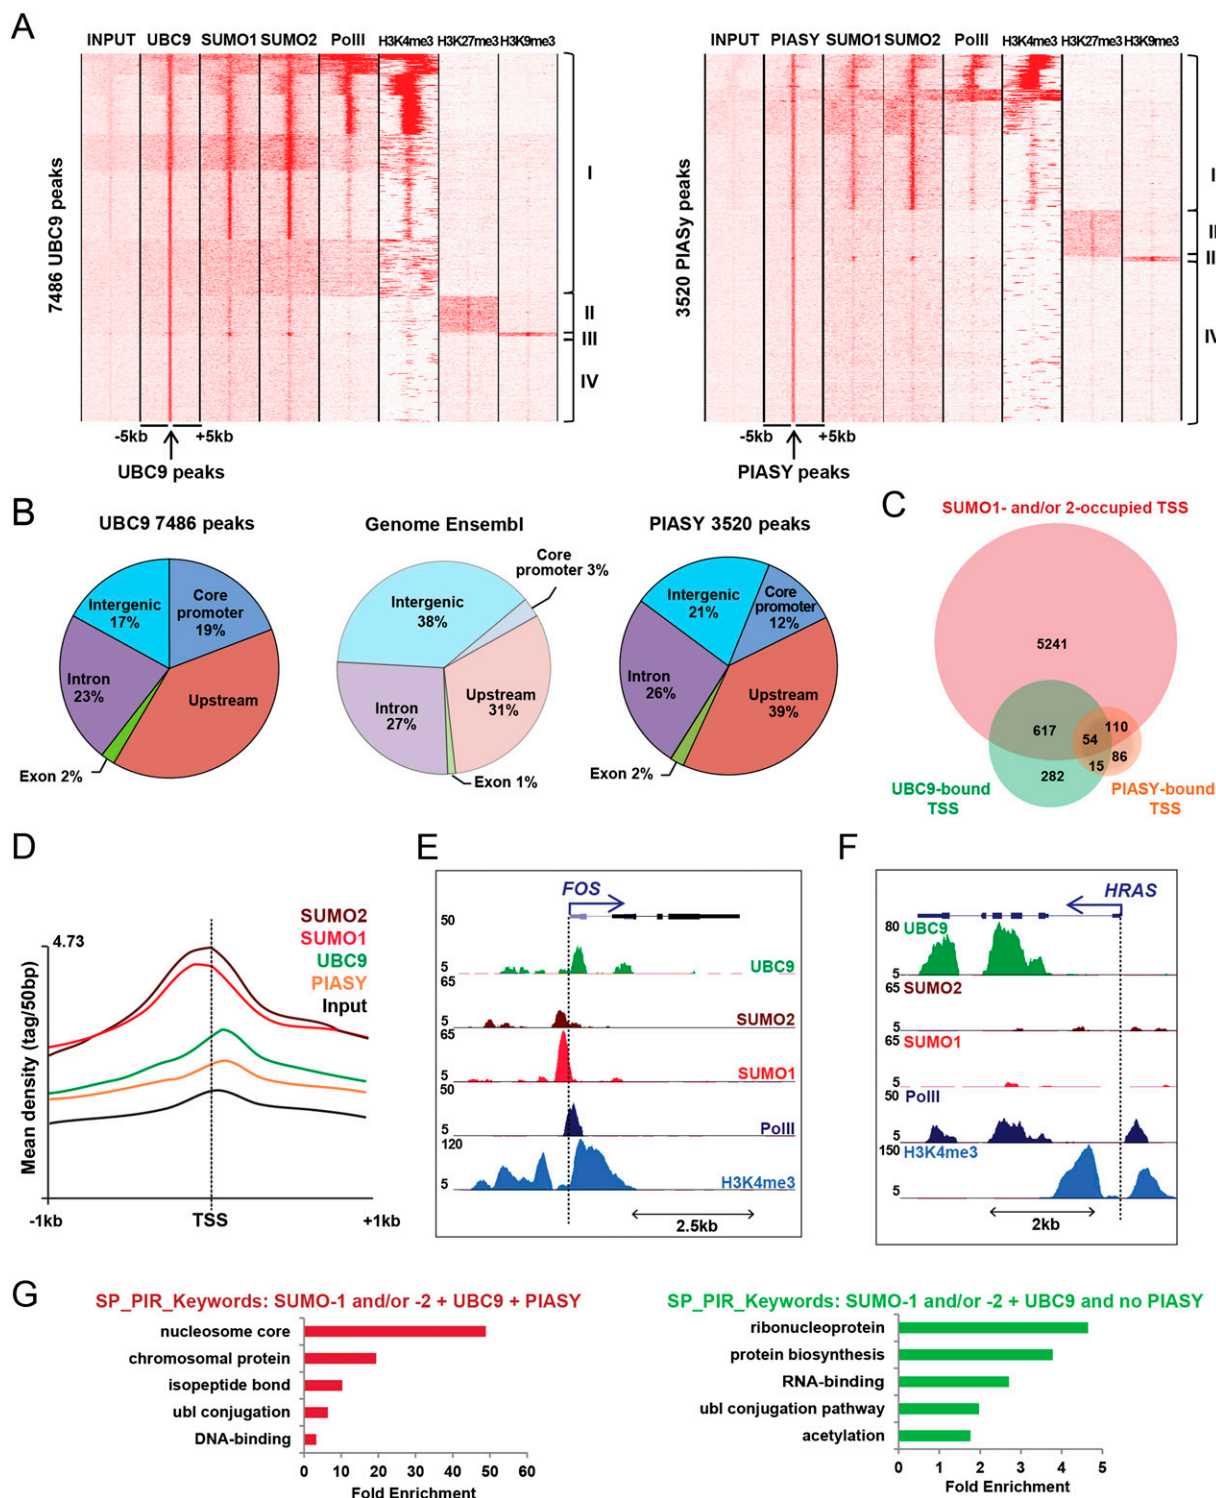 A
INPUT UBC9 SUMO1 SUMO2 PolII H3K4me3 H3K27me3 H3K9me3
7486 UBC9 peaks
I
II
III
IV
-5kb +5kb
UBC9 peaks
INPUT PIASY SUMO1 SUMO2 PolII H3K4me3 H3K27me3 H3K9me3
3520 PIASy peaks
I
II
II
IV
-5kb +5kb
PIASY peaks
B
UBC9 7486 peaks
Intergenic
17%
Core
promoter
19%
Intron
23%
Upstream
Exon 2%
Genome Ensembl
Core
promoter 3%
Intergenic
38%
Intron
27%
Upstream
31%
Exon 1%
PIASY 3520 peaks
Intergenic
21%
Core
promoter
12%
Intron
26%
Upstream
39%
Exon 2%
C
SUMO1- and/or 2-occupied TSS
5241
617
54
110
15
86
282
UBC9-bound
TSS
PIASY-bound
TSS
D
4.73
SUMO2
SUMO1
UBC9
PIASY
Input
Mean density (tag/50bp)
-1kb TSS +1kb
E
FOS
50
5
UBC9
65
5
SUMO2
65
5
SUMO1
50
5
PolII
120
5
H3K4me3
2.5kb
F
HRAS
80
UBC9
5
65
SUMO2
5
65
SUMO1
5
50
PolII
5
150
H3K4me3
5
2kb
G
SP_PIR_Keywords: SUMO-1 and/or -2 + UBC9 + PIASY
nucleosome core
chromosomal protein
isopeptide bond
ubl conjugation
DNA-binding
0 10 20 30 40 50 60
Fold Enrichment
SP_PIR_Keywords: SUMO-1 and/or -2 + UBC9 and no PIASY
ribonucleoprotein
protein biosynthesis
RNA-binding
ubl conjugation pathway
acetylation
0 1 2 3 4 5
Fold Enrichment